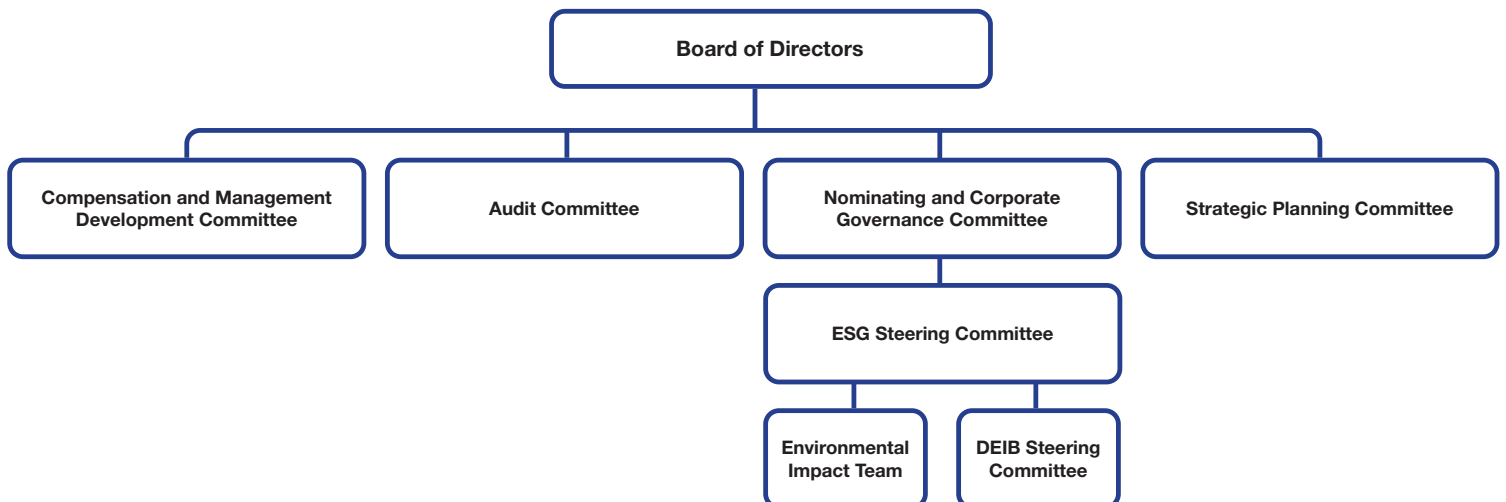 Board of Directors
Compensation and Management
Development Committee
Audit Committee
Nominating and Corporate
Governance Committee
Strategic Planning Committee
ESG Steering Committee
Environmental
Impact Team
DEIB Steering
Committee